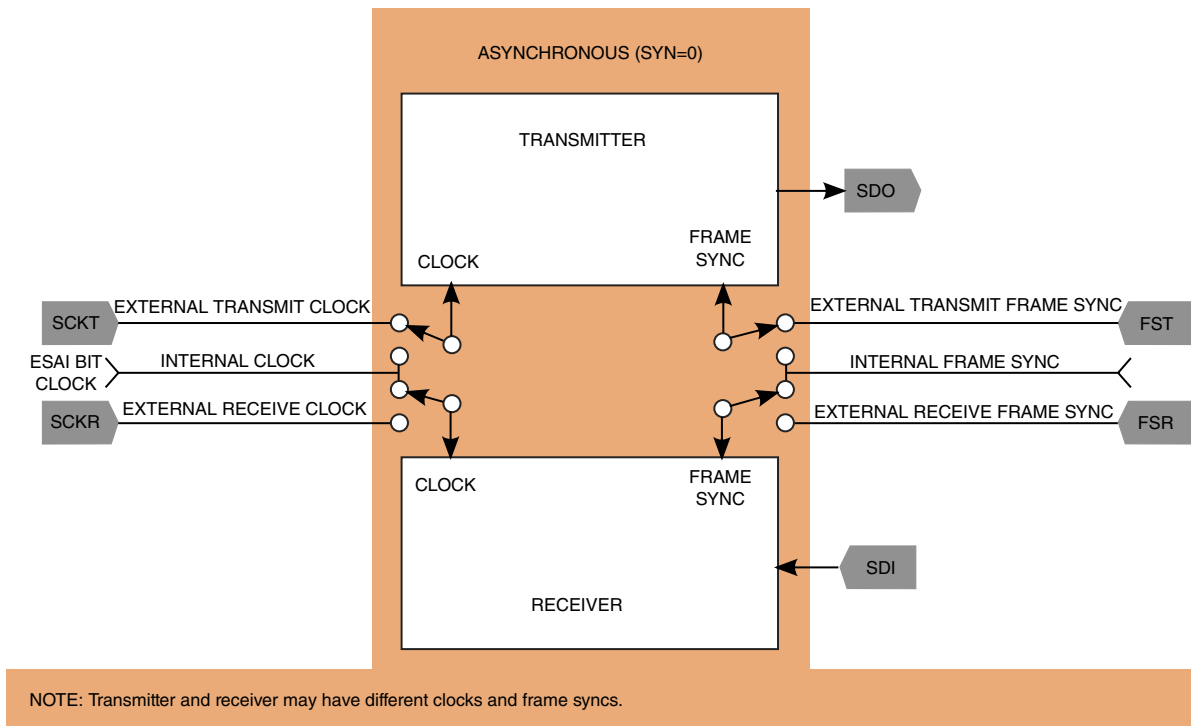 ASYNCHRONOUS (SYN=0)
TRANSMITTER
SDO
FRAME
SYNC
CLOCK
EXTERNAL TRANSMIT CLOCK
EXTERNAL TRANSMIT FRAME SYNC
SCKT
FST
ESAI BIT
CLOCK
INTERNAL CLOCK
INTERNAL FRAME SYNC
EXTERNAL RECEIVE CLOCK
EXTERNAL RECEIVE FRAME SYNC
SCKR
FSR
CLOCK
FRAME
SYNC
SDI
RECEIVER
NOTE: Transmitter and receiver may have different clocks and frame syncs.